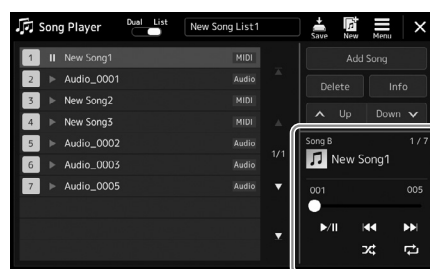 Song Player
Dual List
New Song List1
Save
New
Menu
1 New Song1 MIDI
2 Audio_0001 Audio
3 New Song2 MIDI
4 New Song3 MIDI
5 Audio_0002 Audio
6 Audio_0003 Audio
7 Audio_0005 Audio
1/1
Add Song
Delete
Info
Up
Down
Song B 1 / 7
New Song1
001 005